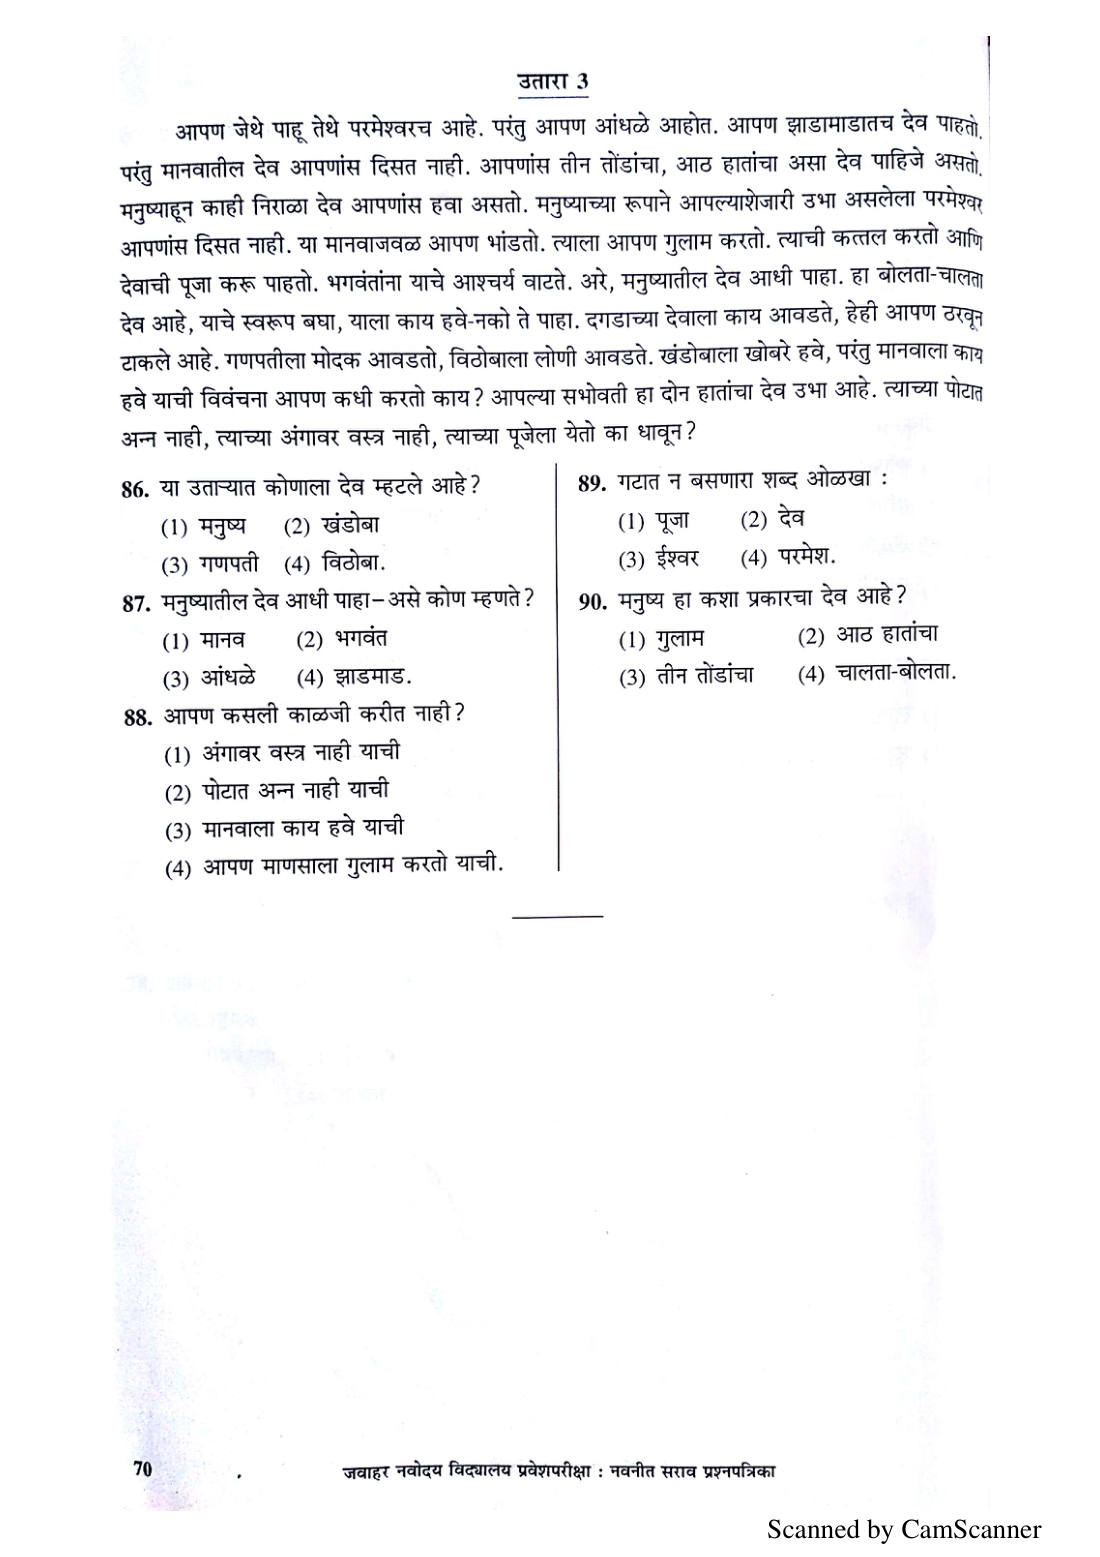 उतारा 3
आपण जेथे पाहू तेथे परमेश्वरच आहे. परंतु आपण आंधळे आहोत. आपण झाडामाडातच देव पाहतो.
परंतु मानवातील देव आपणांस दिसत नाही. आपणांस तीन तोंडांचा, आठ हातांचा असा देव पाहिजे असतो.
मनुष्याहून काही निराळा देव आपणांस हवा असतो. मनुष्याच्या रूपाने आपल्याशेजारी उभा असलेला परमेश्वर
आपणांस दिसत नाही. या मानवाजवळ आपण भांडतो. त्याला आपण गुलाम करतो. त्याची कत्तल करतो आणि
देवाची पूजा करू पाहतो. भगवंतांना याचे आश्चर्य वाटते. अरे, मनुष्यातील देव आधी पाहा. हा बोलता-चालता
देव आहे, याचे स्वरूप बघा, याला काय हवे-नको ते पाहा. दगडाच्या देवाला काय आवडते, हेही आपण ठरवून
टाकले आहे. गणपतीला मोदक आवडतो, विठोबाला लोणी आवडते. खंडोबाला खोबरे हवे, परंतु मानवाला काय
हवे याची विवंचना आपण कधी करतो काय? आपल्या सभोवती हा दोन हातांचा देव उभा आहे. त्याच्या पोटात
अन्न नाही, त्याच्या अंगावर वस्त्र नाही, त्याच्या पूजेला येतो का धावून?
86. या उताऱ्यात कोणाला देव म्हटले आहे?
(1) मनुष्य (2) खंडोबा
(3) गणपती (4) विठोबा.
87. मनुष्यातील देव आधी पाहा–असे कोण म्हणते?
(1) मानव (2) भगवंत
(3) आंधळे (4) झाडमाड.
88. आपण कसली काळजी करीत नाही?
(1) अंगावर वस्त्र नाही याची
(2) पोटात अन्न नाही याची
(3) मानवाला काय हवे याची
(4) आपण माणसाला गुलाम करतो याची.
89. गटात न बसणारा शब्द ओळखा :
(1) पूजा (2) देव
(3) ईश्वर (4) परमेश.
90. मनुष्य हा कशा प्रकारचा देव आहे?
(1) गुलाम (2) आठ हातांचा
(3) तीन तोंडांचा (4) चालता-बोलता.
70 जवाहर नवोदय विद्यालय प्रवेशपरीक्षा : नवनीत सराव प्रश्नपत्रिका
Scanned by CamScanner